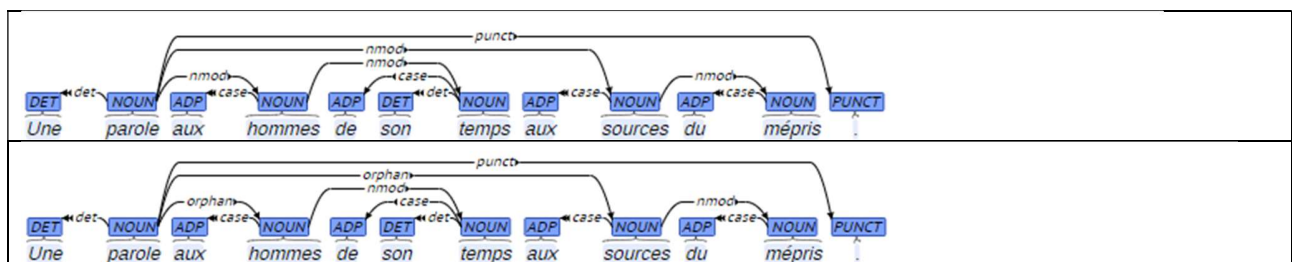 punct
nmod
nmod
nmod case nmod
det case det case case
DET NOUN ADP NOUN ADP DET NOUN ADP NOUN ADP NOUN PUNCT
Une parole aux hommes de son temps aux sources du mépris .
punct
orphan
nmod
orphan case nmod
det case det case case
DET NOUN ADP NOUN ADP DET NOUN ADP NOUN ADP NOUN PUNCT
Une parole aux hommes de son temps aux sources du mépris .